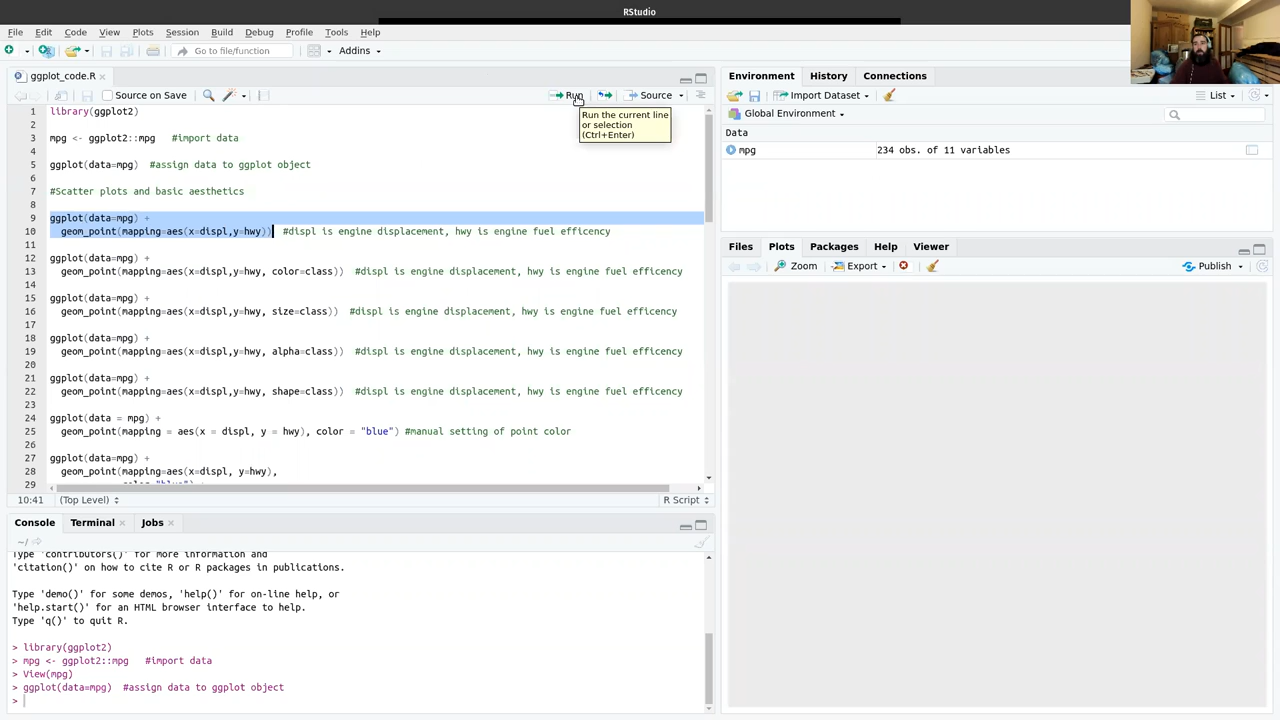 RStudio
File Edit Code View Plots Session Build Debug Profile Tools Help
Go to file/function Addins
ggplot_code.R
Source on Save Run Source
Run the current line
or selection
(Ctrl+Enter)
1 library(ggplot2)
2
3 mpg <- ggplot2::mpg #import data
4
5 ggplot(data=mpg) #assign data to ggplot object
6
7 #Scatter plots and basic aesthetics
8
9 ggplot(data=mpg) +
10 geom_point(mapping=aes(x=displ,y=hwy)) #displ is engine displacement, hwy is engine fuel efficency
11
12 ggplot(data=mpg) +
13 geom_point(mapping=aes(x=displ,y=hwy, color=class)) #displ is engine displacement, hwy is engine fuel efficency
14
15 ggplot(data=mpg) +
16 geom_point(mapping=aes(x=displ,y=hwy, size=class)) #displ is engine displacement, hwy is engine fuel efficency
17
18 ggplot(data=mpg) +
19 geom_point(mapping=aes(x=displ,y=hwy, alpha=class)) #displ is engine displacement, hwy is engine fuel efficency
20
21 ggplot(data=mpg) +
22 geom_point(mapping=aes(x=displ,y=hwy, shape=class)) #displ is engine displacement, hwy is engine fuel efficency
23
24 ggplot(data = mpg) +
25 geom_point(mapping = aes(x = displ, y = hwy), color = "blue") #manual setting of point color
26
27 ggplot(data=mpg) +
28 geom_point(mapping=aes(x=displ, y=hwy),
29
10:41 (Top Level) R Script
Console Terminal Jobs
~/
Type 'contributors()' for more information and
'citation()' on how to cite R or R packages in publications.
Type 'demo()' for some demos, 'help()' for on-line help, or
'help.start()' for an HTML browser interface to help.
Type 'q()' to quit R.
> library(ggplot2)
> mpg <- ggplot2::mpg #import data
> View(mpg)
> ggplot(data=mpg) #assign data to ggplot object
>
Environment History Connections
Import Dataset List
Global Environment
Data
mpg 234 obs. of 11 variables
Files Plots Packages Help Viewer
Zoom Export Publish